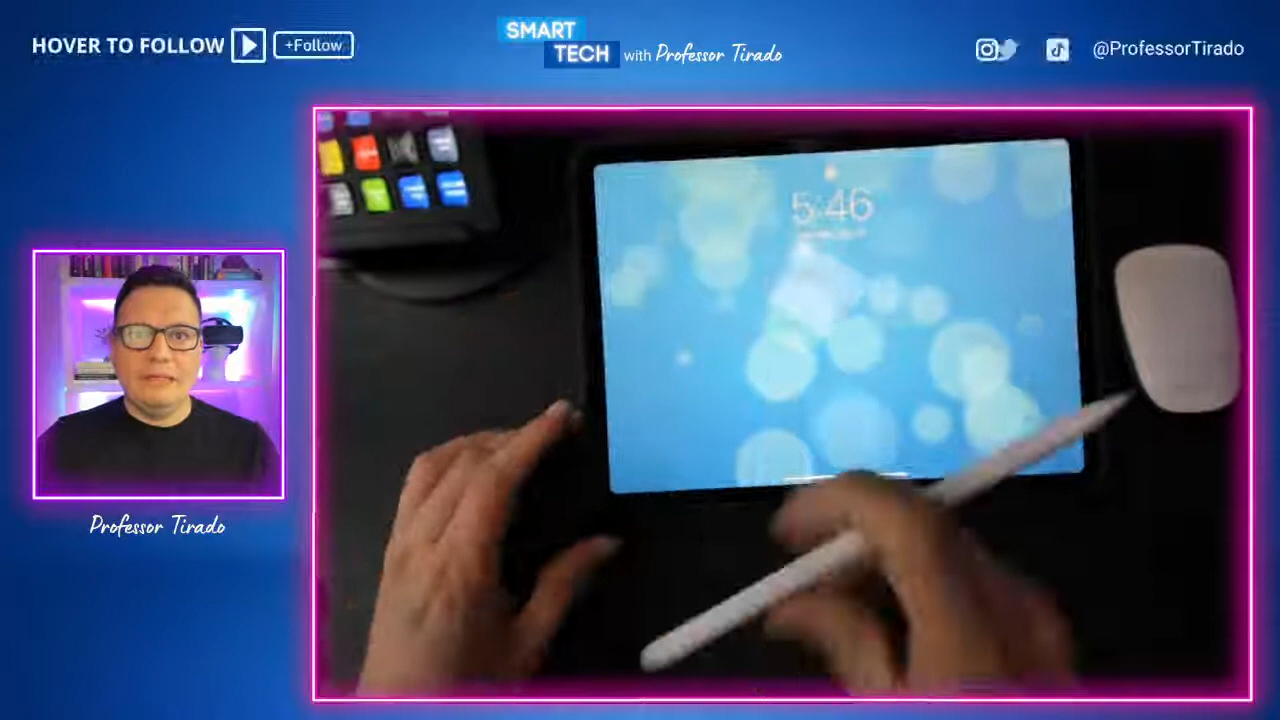 HOVER TO FOLLOW
+Follow
SMART
TECH with Professor Tirado
@ProfessorTirado
5:46
Professor Tirado